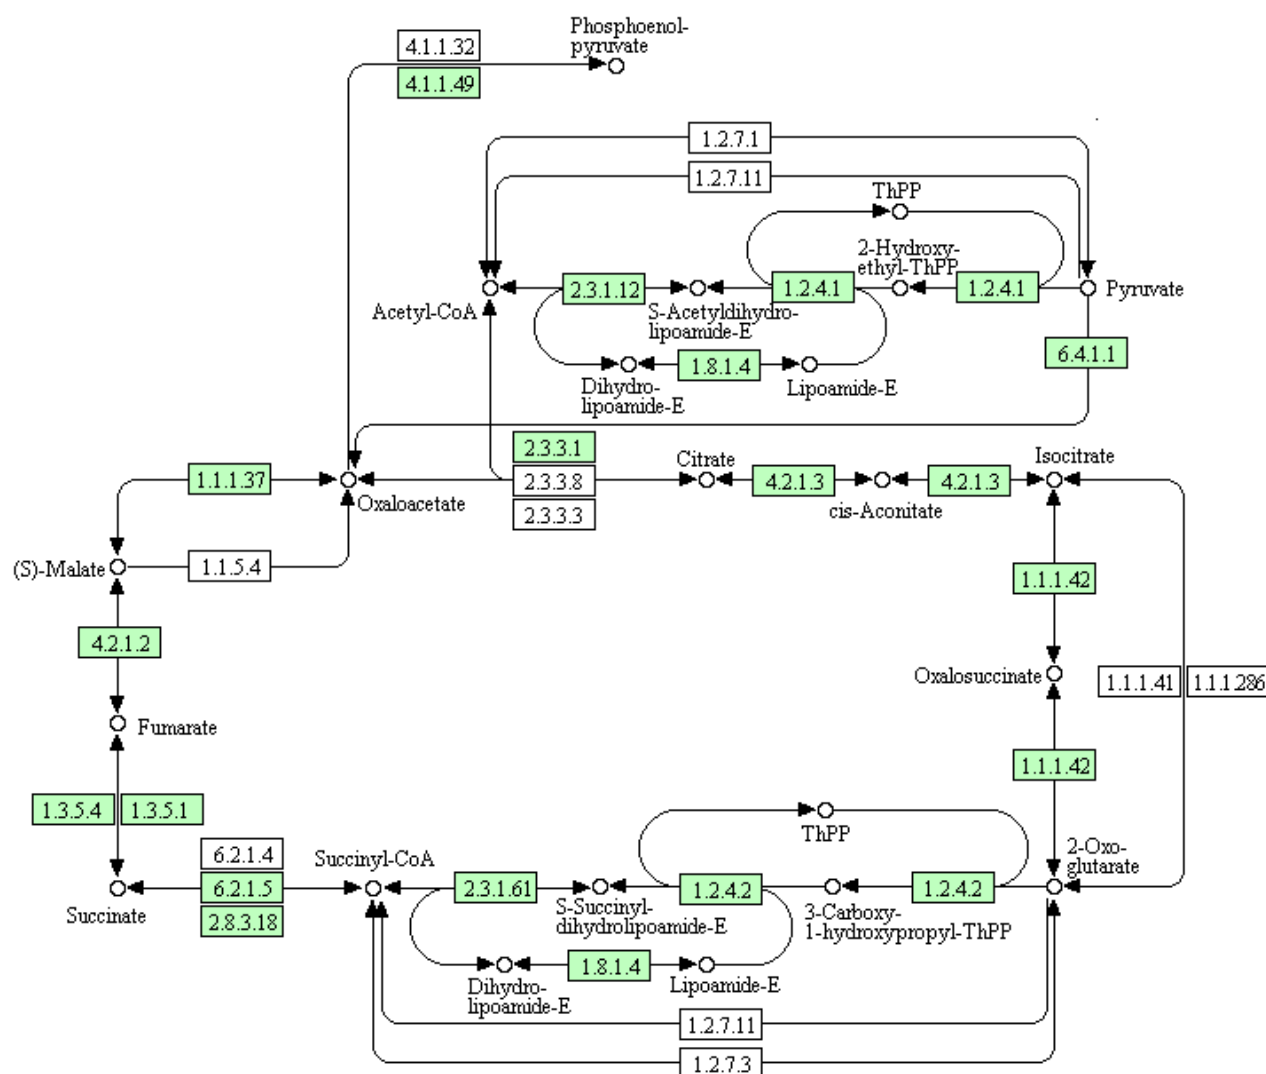 Phosphoenol-
pyruvate
4.1.1.32
4.1.1.49
1.2.7.1
1.2.7.11
ThPP
2-Hydroxy-
ethyl-ThPP
2.3.1.12
1.2.4.1
1.2.4.1
Pyruvate
Acetyl-CoA
S-Acetyldihydro-
lipoamide-E
6.4.1.1
1.8.1.4
Dihydro-
lipoamide-E
Lipoamide-E
2.3.3.1
Citrate
Isocitrate
1.1.1.37
2.3.3.8
4.2.1.3
4.2.1.3
Oxaloacetate
2.3.3.3
cis-Aconitate
(S)-Malate
1.1.5.4
1.1.1.42
4.2.1.2
Oxalosuccinate
1.1.1.41
1.1.1.286
Fumarate
1.1.1.42
1.3.5.4
1.3.5.1
ThPP
6.2.1.4
Succinyl-CoA
2-Oxo-
glutarate
6.2.1.5
2.3.1.61
1.2.4.2
1.2.4.2
Succinate
2.8.3.18
S-Succinyl-
dihydrolipoamide-E
3-Carboxy-
1-hydroxypropyl-ThPP
1.8.1.4
Dihydro-
lipoamide-E
Lipoamide-E
1.2.7.11
1.2.7.3